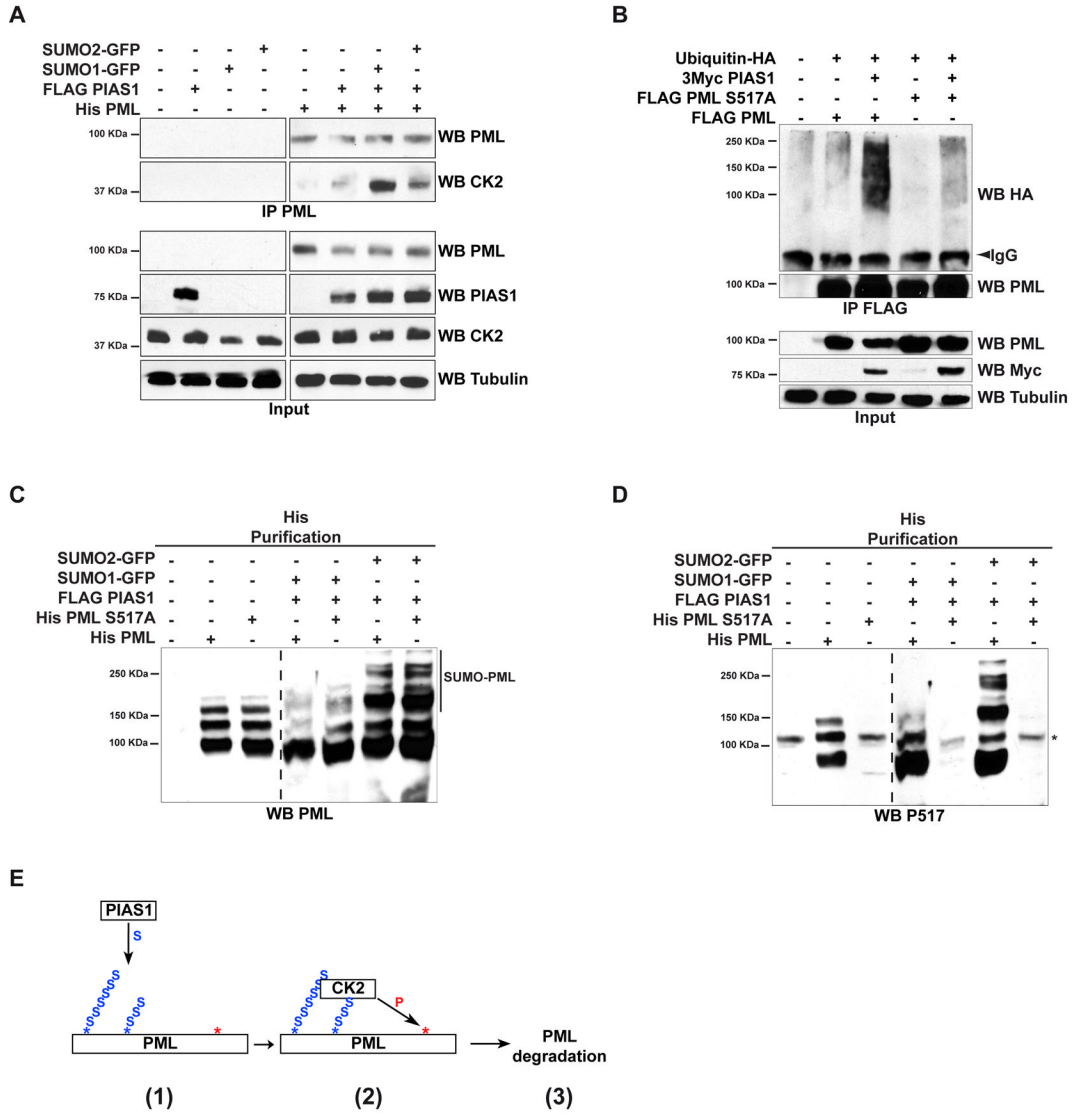 A
SUMO2-GFP - - - + - - - +
SUMO1-GFP - - + - - - + -
FLAG PIAS1 - + - - - + + +
His PML - - - - + + + +
100 KDa WB PML
37 KDa WB CK2
IP PML
100 KDa WB PML
75 KDa WB PIAS1
37 KDa WB CK2
WB Tubulin
Input
B
Ubiquitin-HA - + + + +
3Myc PIAS1 - - + - +
FLAG PML S517A - - - + +
FLAG PML - + + - -
250 KDa
150 KDa
100 KDa WB HA
IgG
100 KDa WB PML
IP FLAG
100 KDa WB PML
75 KDa WB Myc
WB Tubulin
Input
C
His
Purification
SUMO2-GFP - - - - - + +
SUMO1-GFP - - - + + - -
FLAG PIAS1 - - - + + + +
His PML S517A - - + - + - +
His PML - + - + - + -
250 KDa SUMO-PML
150 KDa
100 KDa
WB PML
D
His
Purification
SUMO2-GFP - - - - - + +
SUMO1-GFP - - - + + - -
FLAG PIAS1 - - - + + + +
His PML S517A - - + - + - +
His PML - + - + - + -
250 KDa
150 KDa
100 KDa *
WB P517
E
PIAS1
S
SSSSSSS
SSSS
* * *
PML
SSSSSSS
SSSS
CK2
P
* * *
PML
PML
degradation
(1) (2) (3)